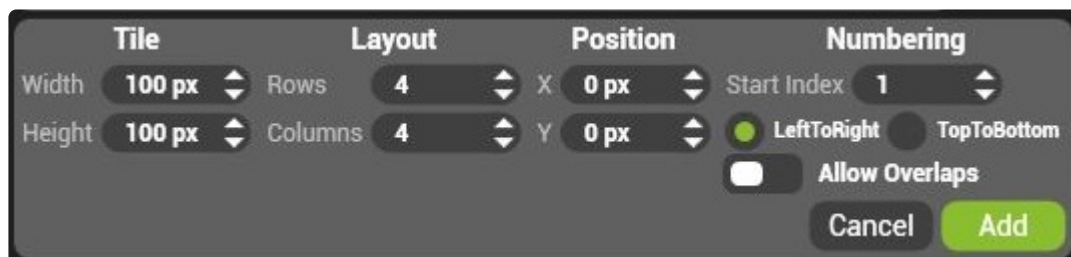 Tile Layout Position Numbering
Width 100 px Rows 4 X 0 px Start Index 1
Height 100 px Columns 4 Y 0 px LeftToRight TopToBottom
Allow Overlaps
Cancel Add